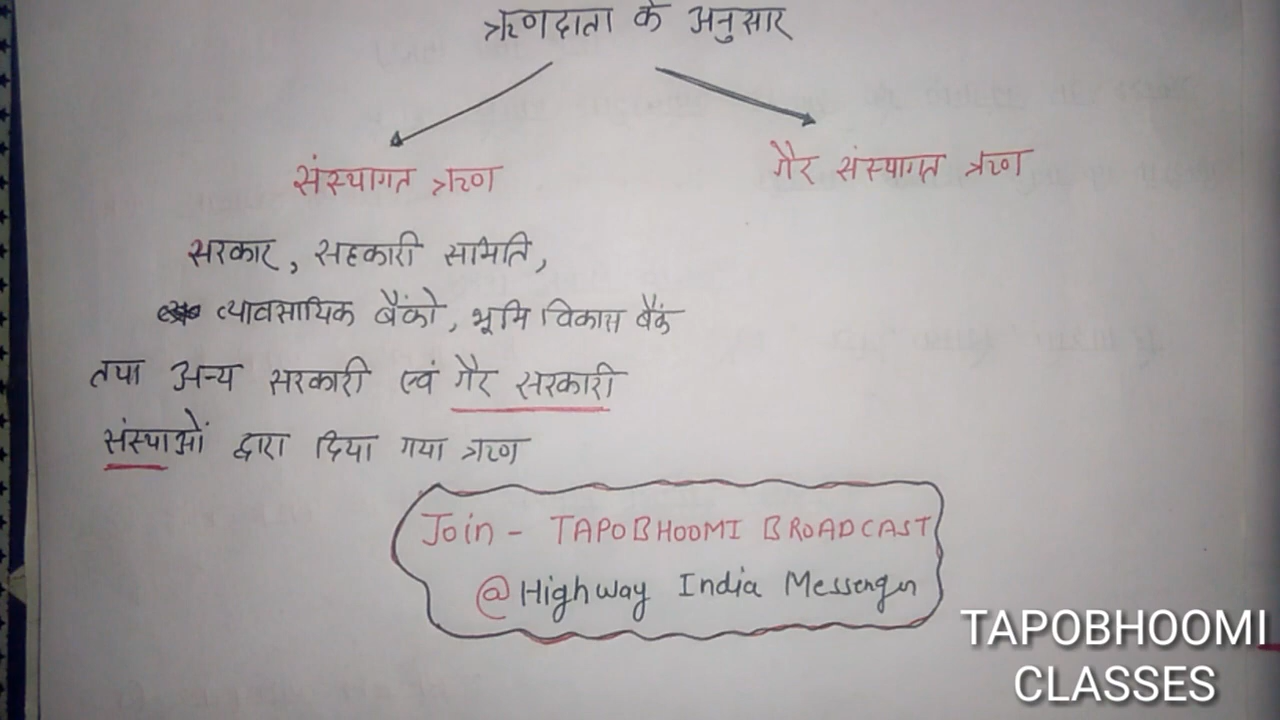 ऋणदाता के अनुसार
संस्थागत ऋण
गैर संस्थागत ऋण
सरकार, सहकारी समिति,
व्यावसायिक बैंको, भूमि विकास बैंक
तथा अन्य सरकारी एवं गैर सरकारी
संस्थाओं द्वारा दिया गया ऋण
Join - TAPOBHOOMI BROADCAST
@Highway India Messenger
TAPOBHOOMI
CLASSES